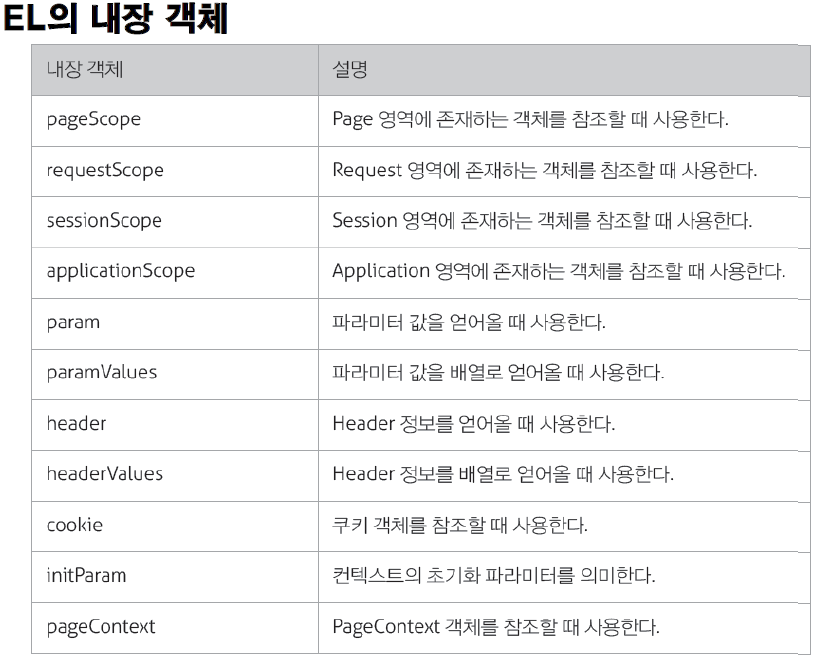 EL의 내장 객체
내장 객체 설명
pageScope Page 영역에 존재하는 객체를 참조할 때 사용한다.
requestScope Request 영역에 존재하는 객체를 참조할 때 사용한다.
sessionScope Session 영역에 존재하는 객체를 참조할 때 사용한다.
applicationScope Application 영역에 존재하는 객체를 참조할 때 사용한다.
param 파라미터 값을 얻어올 때 사용한다.
paramValues 파라미터 값을 배열로 얻어올 때 사용한다.
header Header 정보를 얻어올 때 사용한다.
headerValues Header 정보를 배열로 얻어올 때 사용한다.
cookie 쿠키 객체를 참조할 때 사용한다.
initParam 컨텍스트의 초기화 파라미터를 의미한다.
pageContext PageContext 객체를 참조할 때 사용한다.